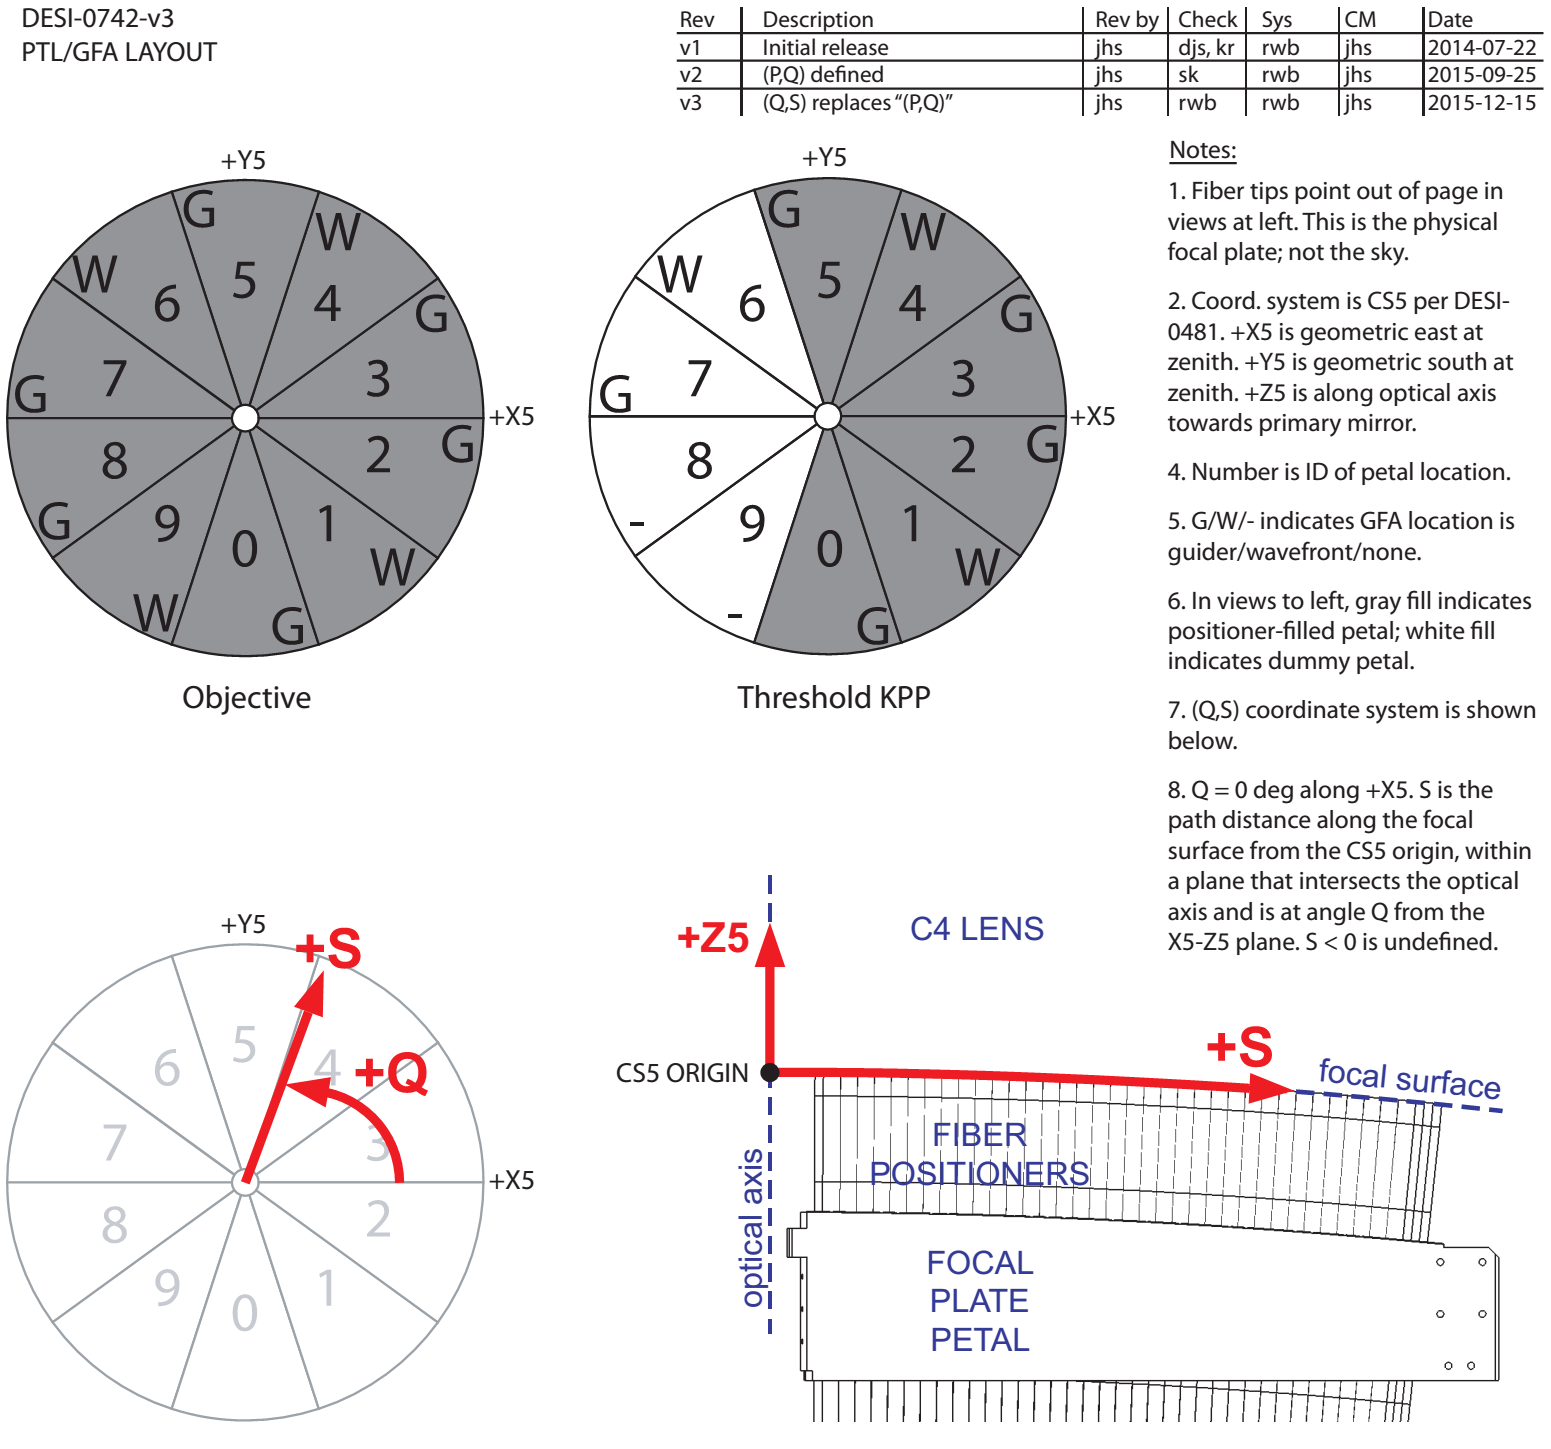 DESI-0742-v3
PTL/GFA LAYOUT
Rev Description Rev by Check Sys CM Date
v1 Initial release jhs djs, kr rwb jhs 2014-07-22
v2 (P,Q) defined jhs sk rwb jhs 2015-09-25
v3 (Q,S) replaces “(P,Q)” jhs rwb rwb jhs 2015-12-15
+Y5
G
W
W
5
6
4
G
7
3
G
+X5
8
2
G
G
9
1
0
W
W
G
Objective
+Y5
G
W
W
5
6
4
G
7
3
G
+X5
8
2
G
-
9
1
0
W
-
G
Threshold KPP
Notes:
1. Fiber tips point out of page in
views at left. This is the physical
focal plate; not the sky.
2. Coord. system is CS5 per DESI-
0481. +X5 is geometric east at
zenith. +Y5 is geometric south at
zenith. +Z5 is along optical axis
towards primary mirror.
4. Number is ID of petal location.
5. G/W/- indicates GFA location is
guider/wavefront/none.
6. In views to left, gray fill indicates
positioner-filled petal; white fill
indicates dummy petal.
7. (Q,S) coordinate system is shown
below.
8. Q = 0 deg along +X5. S is the
path distance along the focal
surface from the CS5 origin, within
a plane that intersects the optical
axis and is at angle Q from the
X5-Z5 plane. S < 0 is undefined.
+Y5
+S
5
6
4
+Q
7
3
+X5
8
2
9
1
0
+Z5
C4 LENS
CS5 ORIGIN
+S
focal surface
FIBER
POSITIONERS
optical axis
FOCAL
PLATE
PETAL